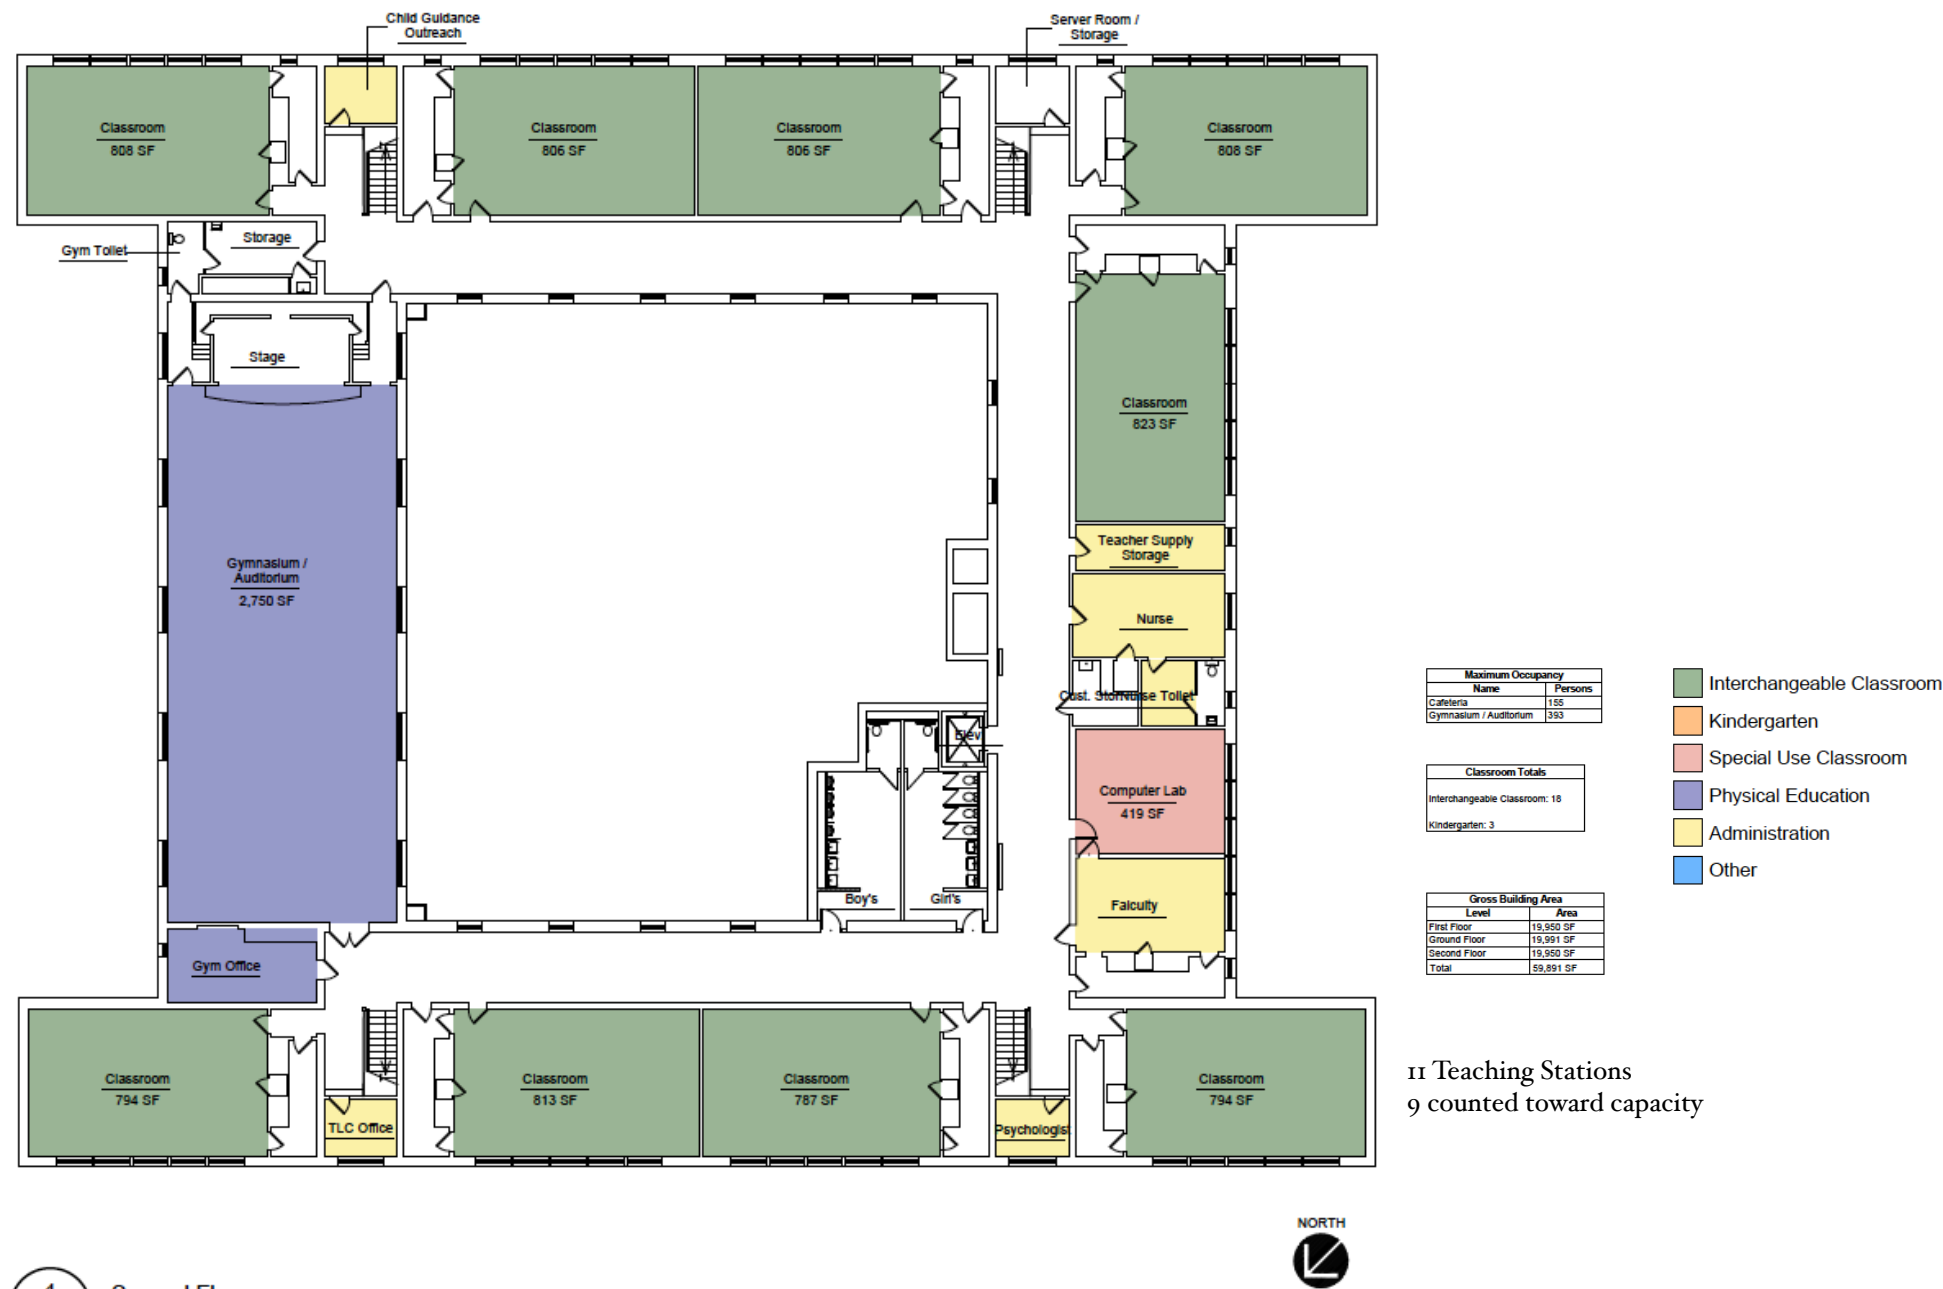 Child Guidance
Outreach
Server Room /
Storage
Classroom
808 SF
Classroom
806 SF
Classroom
806 SF
Classroom
808 SF
Gym Toilet
Storage
Stage
Classroom
823 SF
Gymnasium /
Auditorium
2,750 SF
Teacher Supply
Storage
Nurse
Cust. Stor
Nurse Toilet
Elev
Computer Lab
419 SF
Boy's
Girl's
Falculty
Gym Office
Classroom
794 SF
Classroom
813 SF
Classroom
787 SF
Classroom
794 SF
TLC Office
Psychologist
Maximum Occupancy
Name Persons
Cafeteria 155
Gymnasium / Auditorium 393
Classroom Totals
Interchangeable Classroom: 18
Kindergarten: 3
Gross Building Area
Level Area
First Floor 19,950 SF
Ground Floor 19,991 SF
Second Floor 19,950 SF
Total 59,891 SF
Interchangeable Classroom
Kindergarten
Special Use Classroom
Physical Education
Administration
Other
11 Teaching Stations
9 counted toward capacity
NORTH